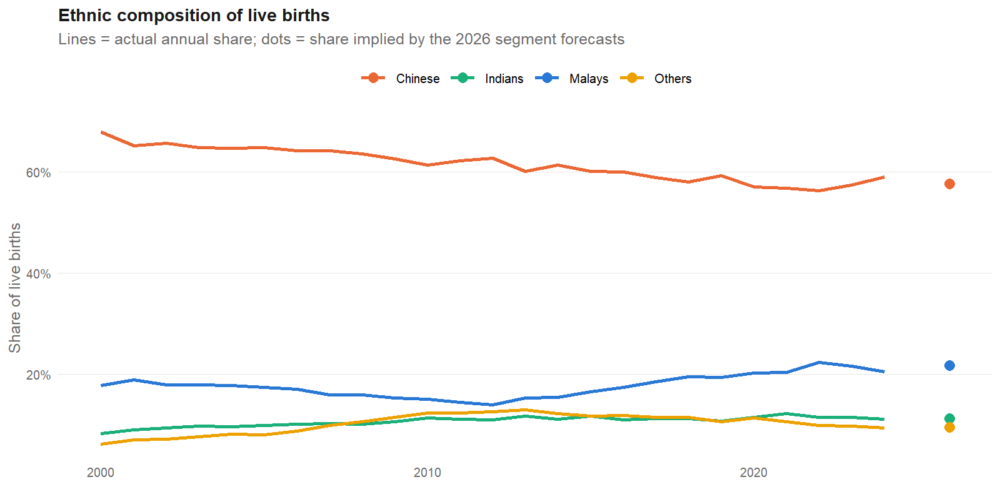 Ethnic composition of live births
Lines = actual annual share; dots = share implied by the 2026 segment forecasts
Chinese Indians Malays Others
Share of live births
60%
40%
20%
2000 2010 2020